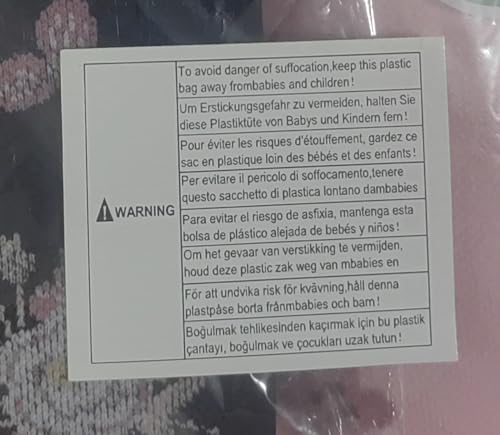 To avoid danger of suffocation,keep this plastic
bag away frombabies and children!
Um Erstickungsgefahr zu vermeiden, halten Sie
diese Plastiktüte von Babys und Kindern fern!
Pour éviter les risques d'étouffement, gardez ce
sac en plastique loin des bébés et des enfants!
Per evitare il pericolo di soffocamento,tenere
questo sacchetto di plastica lontano dambabies
WARNING
Para evitar el riesgo de asfixia, mantenga esta
bolsa de plástico alejada de bebés y niños!
Om het gevaar van verstikking te vermijden,
houd deze plastic zak weg van mbabies en
För att undvika risk för kvävning,håll denna
plastpåse borta frånmbabies och bam!
Boğulmak tehlikesinden kaçırmak için bu plastik
çantayı, boğulmak ve çocukları uzak tutun!